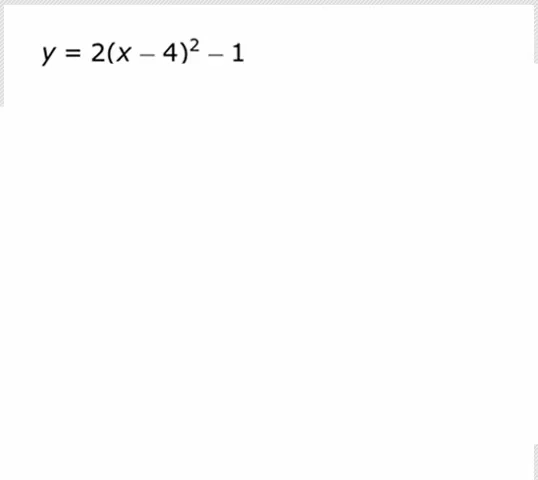 y = 2(x – 4)² – 1